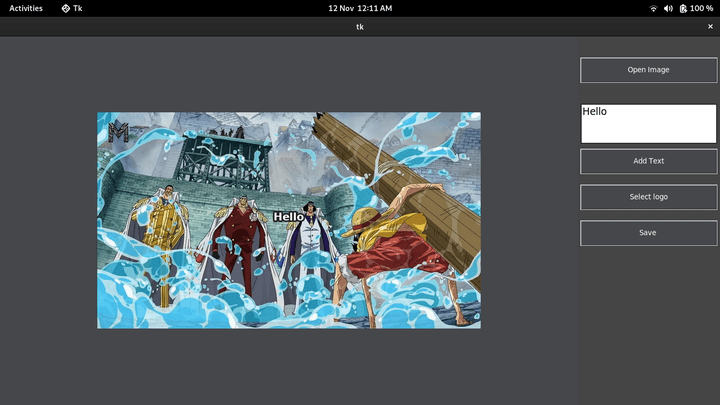 Activities Tk 12 Nov 12:11 AM 100 %
tk ×
Open Image
Hello
Add Text
Select logo
Save
M
Hello